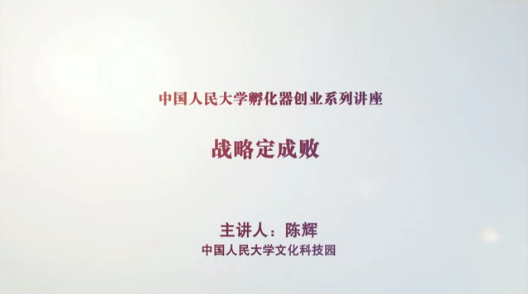 中国人民大学孵化器创业系列讲座
战略定成败
主讲人：陈辉
中国人民大学文化科技园